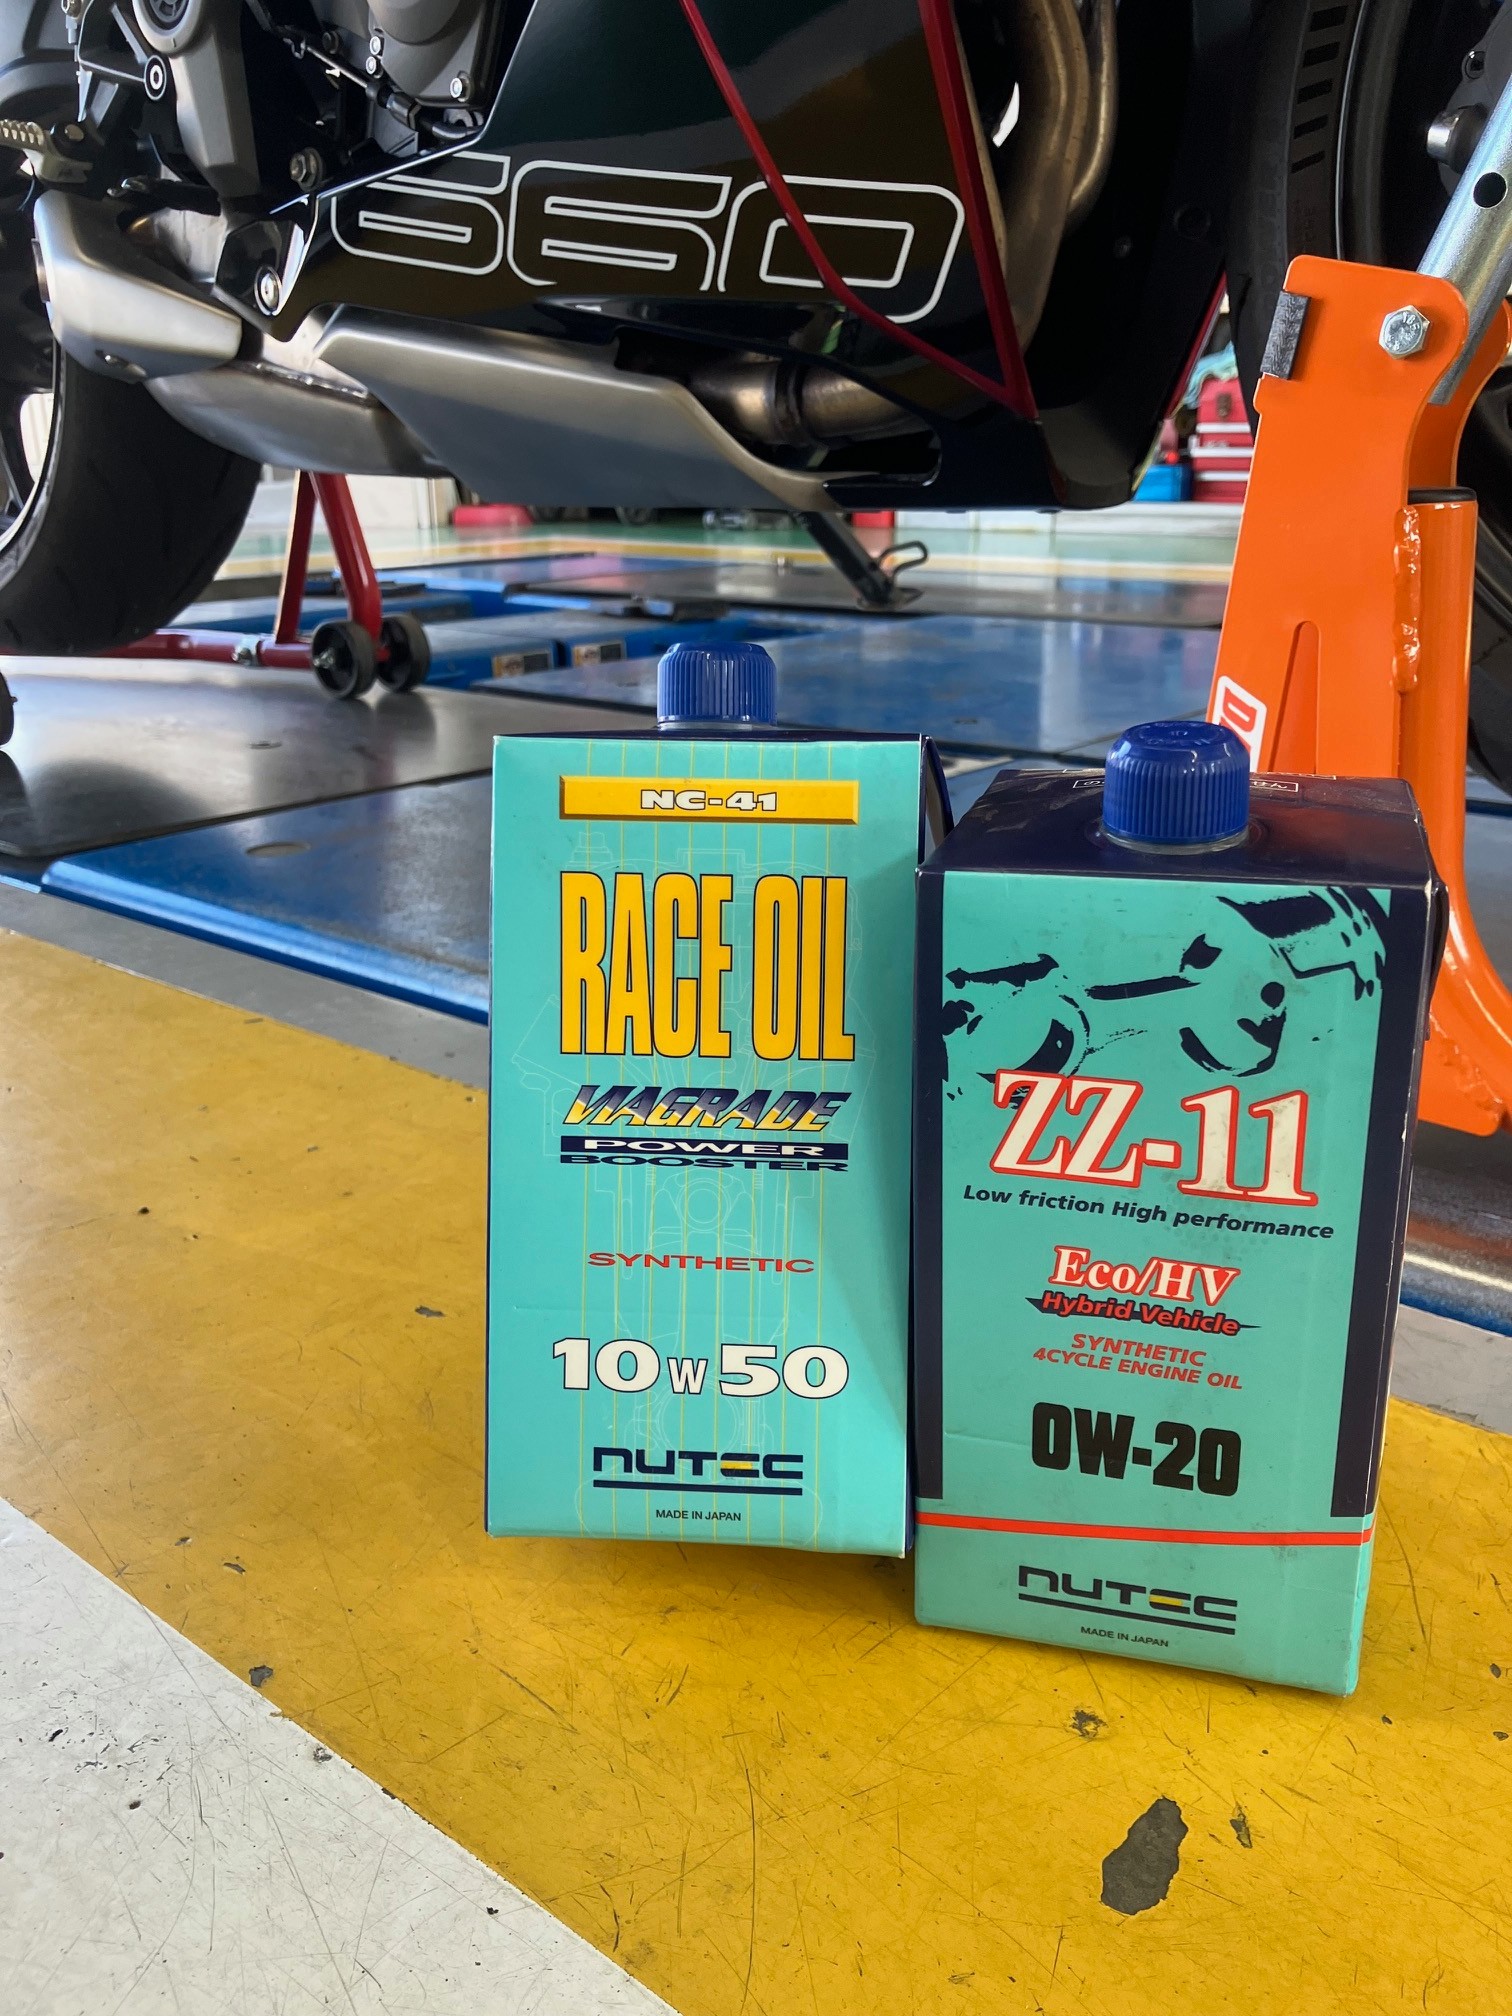 660
NC-41
RACE OIL
VIAGRADE
POWER
BOOSTER
SYNTHETIC
10W50
NUTEC
MADE IN JAPAN
ZZ-11
Low friction High performance
Eco/HV
Hybrid Vehicle
SYNTHETIC
4CYCLE ENGINE OIL
0W-20
NUTEC
MADE IN JAPAN